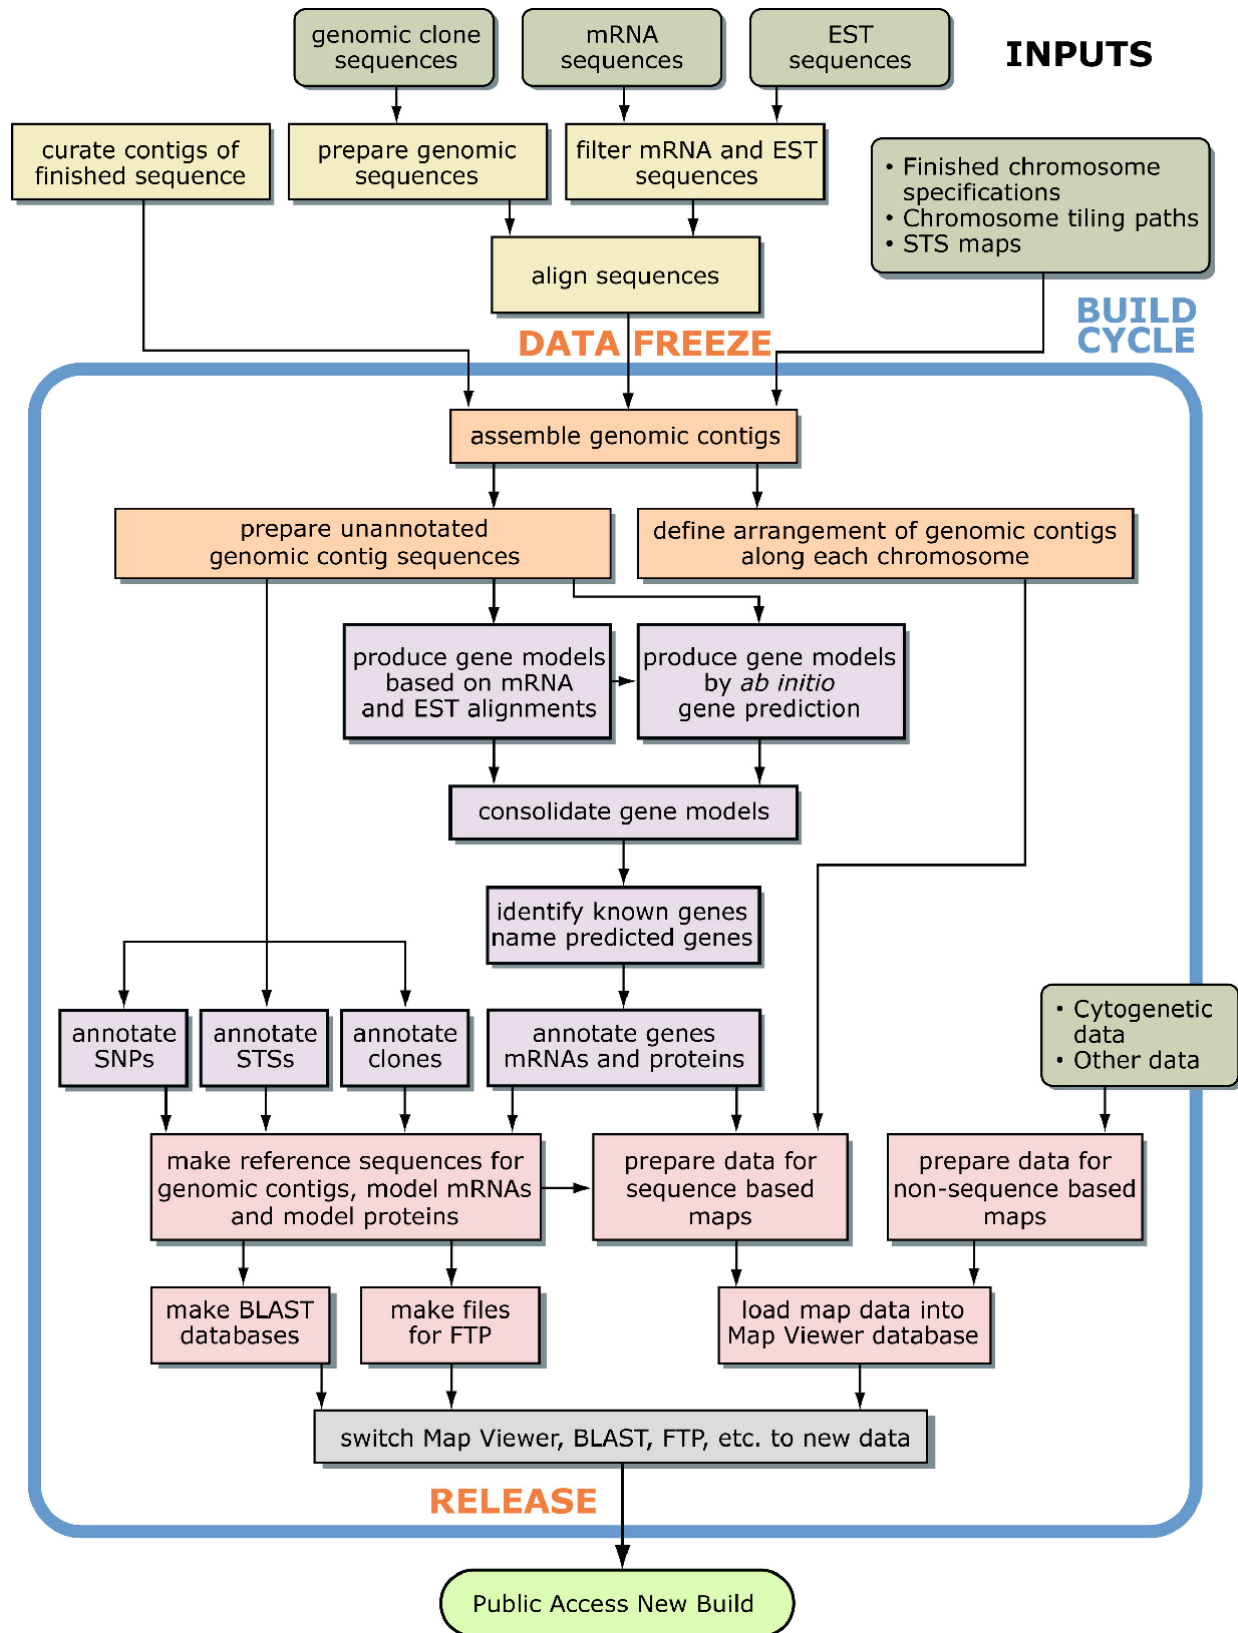 genomic clone
sequences
mRNA
sequences
EST
sequences
INPUTS
curate contigs of
finished sequence
prepare genomic
sequences
filter mRNA and EST
sequences
• Finished chromosome
specifications
• Chromosome tiling paths
• STS maps
align sequences
BUILD
CYCLE
DATA FREEZE
assemble genomic contigs
prepare unannotated
genomic contig sequences
define arrangement of genomic contigs
along each chromosome
produce gene models
based on mRNA
and EST alignments
produce gene models
by ab initio
gene prediction
consolidate gene models
identify known genes
name predicted genes
annotate
SNPs
annotate
STSs
annotate
clones
annotate genes
mRNAs and proteins
• Cytogenetic
data
• Other data
make reference sequences for
genomic contigs, model mRNAs
and model proteins
prepare data for
sequence based
maps
prepare data for
non-sequence based
maps
make BLAST
databases
make files
for FTP
load map data into
Map Viewer database
switch Map Viewer, BLAST, FTP, etc. to new data
RELEASE
Public Access New Build